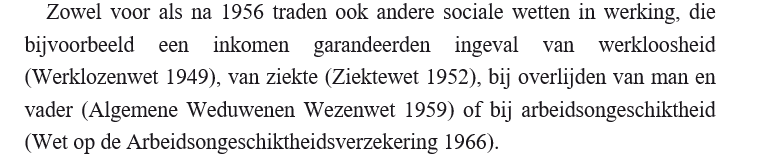 Zowel voor als na 1956 traden ook andere sociale wetten in werking, die
bijvoorbeeld een inkomen garandeerden ingeval van werkloosheid
(Werklozenwet 1949), van ziekte (Ziektewet 1952), bij overlijden van man en
vader (Algemene Weduwenen Wezenwet 1959) of bij arbeidsongeschiktheid
(Wet op de Arbeidsongeschiktheidsverzekering 1966).